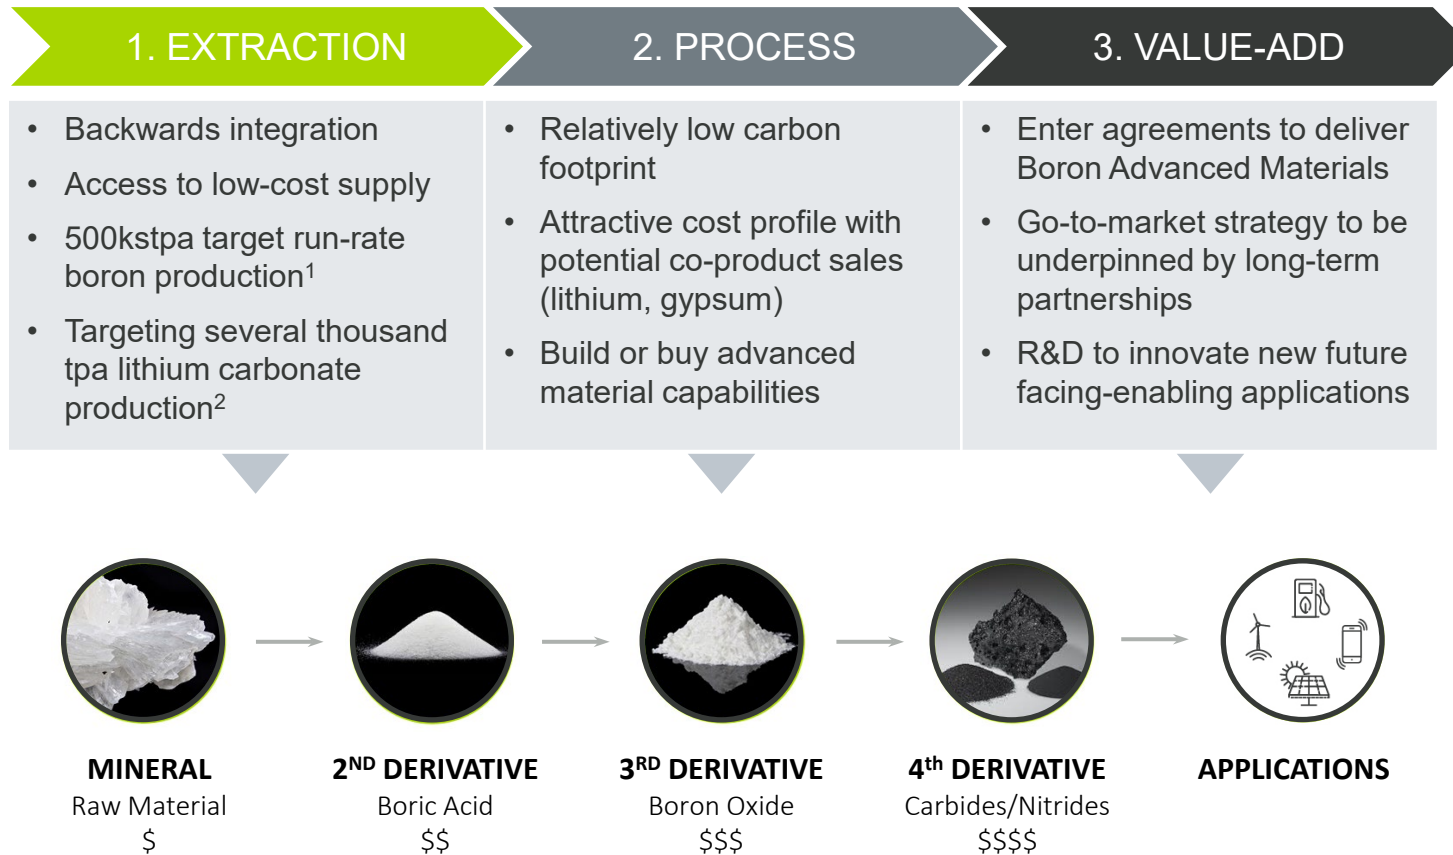 1. EXTRACTION
2. PROCESS
3. VALUE-ADD
• Backwards integration
• Access to low-cost supply
• 500kstpa target run-rate
boron production¹
• Targeting several thousand
tpa lithium carbonate
production²
• Relatively low carbon
footprint
• Attractive cost profile with
potential co-product sales
(lithium, gypsum)
• Build or buy advanced
material capabilities
• Enter agreements to deliver
Boron Advanced Materials
• Go-to-market strategy to be
underpinned by long-term
partnerships
• R&D to innovate new future
facing-enabling applications
MINERAL
Raw Material
$
2ND DERIVATIVE
Boric Acid
$$
3RD DERIVATIVE
Boron Oxide
$$$
4th DERIVATIVE
Carbides/Nitrides
$$$$
APPLICATIONS